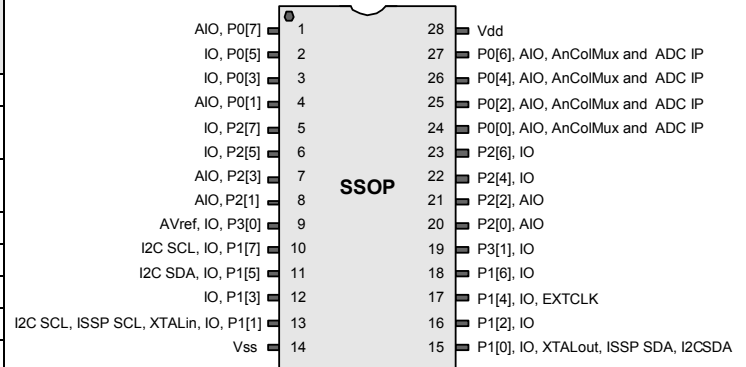 AIO, P0[7] 1 28 Vdd
IO, P0[5] 2 27 P0[6], AIO, AnColMux and ADC IP
IO, P0[3] 3 26 P0[4], AIO, AnColMux and ADC IP
AIO, P0[1] 4 25 P0[2], AIO, AnColMux and ADC IP
IO, P2[7] 5 24 P0[0], AIO, AnColMux and ADC IP
IO, P2[5] 6 23 P2[6], IO
AIO, P2[3] 7 22 P2[4], IO
SSOP
AIO, P2[1] 8 21 P2[2], AIO
AVref, IO, P3[0] 9 20 P2[0], AIO
I2C SCL, IO, P1[7] 10 19 P3[1], IO
I2C SDA, IO, P1[5] 11 18 P1[6], IO
IO, P1[3] 12 17 P1[4], IO, EXTCLK
I2C SCL, ISSP SCL, XTALin, IO, P1[1] 13 16 P1[2], IO
Vss 14 15 P1[0], IO, XTALout, ISSP SDA, I2CSDA